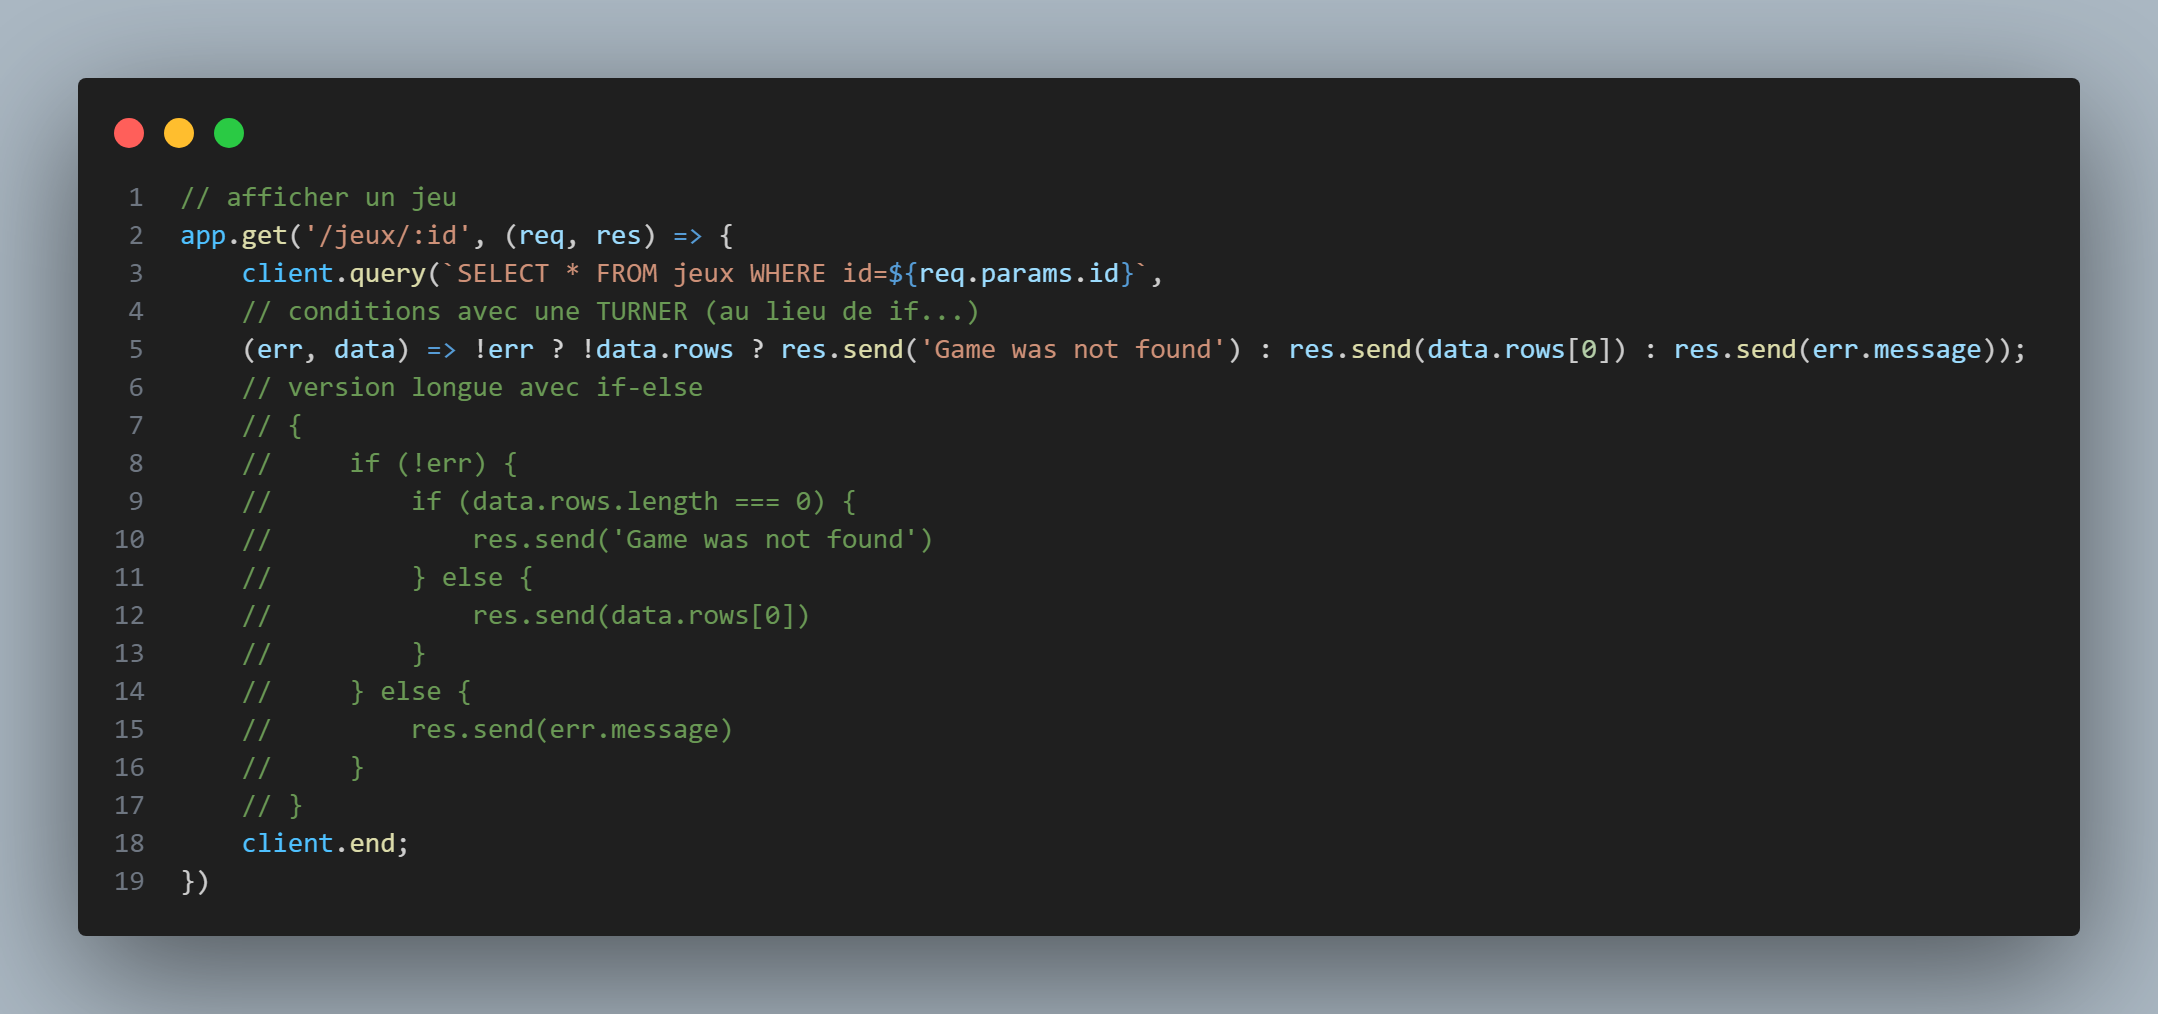 1 // afficher un jeu
2 app.get('/jeux/:id', (req, res) => {
3     client.query(`SELECT * FROM jeux WHERE id=${req.params.id}`,
4     // conditions avec une TURNER (au lieu de if...)
5     (err, data) => !err ? !data.rows ? res.send('Game was not found') : res.send(data.rows[0]) : res.send(err.message));
6     // version longue avec if-else
7     // {
8     //     if (!err) {
9     //         if (data.rows.length === 0) {
10     //             res.send('Game was not found')
11     //         } else {
12     //             res.send(data.rows[0])
13     //         }
14     //     } else {
15     //         res.send(err.message)
16     //     }
17     // }
18     client.end;
19 })